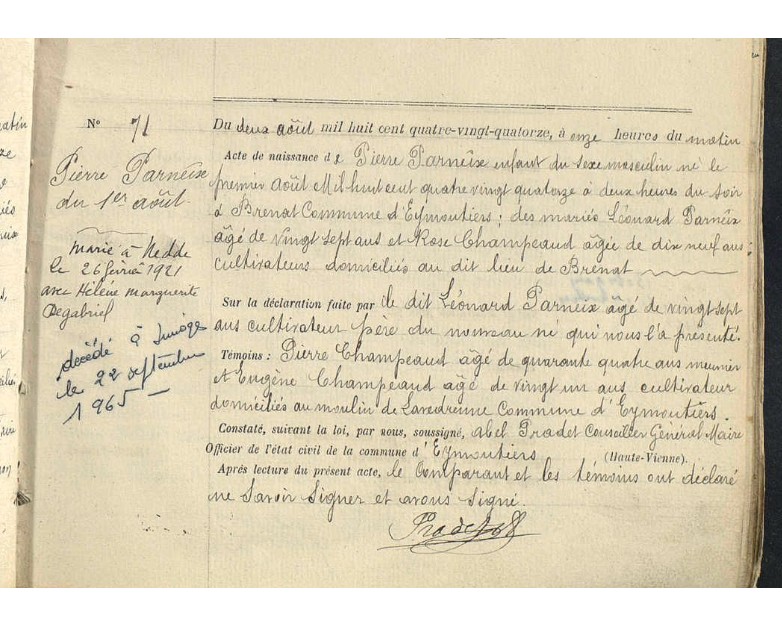 N° 71
Pierre Parneix
du 1er août.
Marié à Nedde
le 26 février 1921
avec Hélène Marguerite
Degabriel
décédé à Limoges
le 22 septembre
1965 —
Du deux août mil huit cent quatre-vingt-quatorze, à onze heures du matin
Acte de naissance de Pierre Parneix enfant du sexe masculin né le
premier août Mil huit cent quatre vingt quatorze à deux heures du soir
à Brenat Commune d'Eymoutiers ; des mariés Léonard Parneix
âgé de vingt sept ans et Rose Champeaud âgée de dix neuf ans ;
cultivateurs domiciliés au dit lieu de Brenat
Sur la déclaration faite par le dit Léonard Parneix âgé de vingt sept
ans cultivateur père du nouveau né qui nous l'a présenté.
Témoins : Pierre Champeaud âgé de quarante quatre ans meunier
et Eugène Champeaud âgé de vingt un ans cultivateur
domiciliés au moulin de Commune d'Eymoutiers.
Constaté, suivant la loi, par nous, soussigné, Abel Pradet Conseiller Général Maire
Officier de l'état civil de la commune d'Eymoutiers (Haute-Vienne).
Après lecture du présent acte, le Comparant et les témoins ont déclaré
ne Savoir Signer et avons Signé.